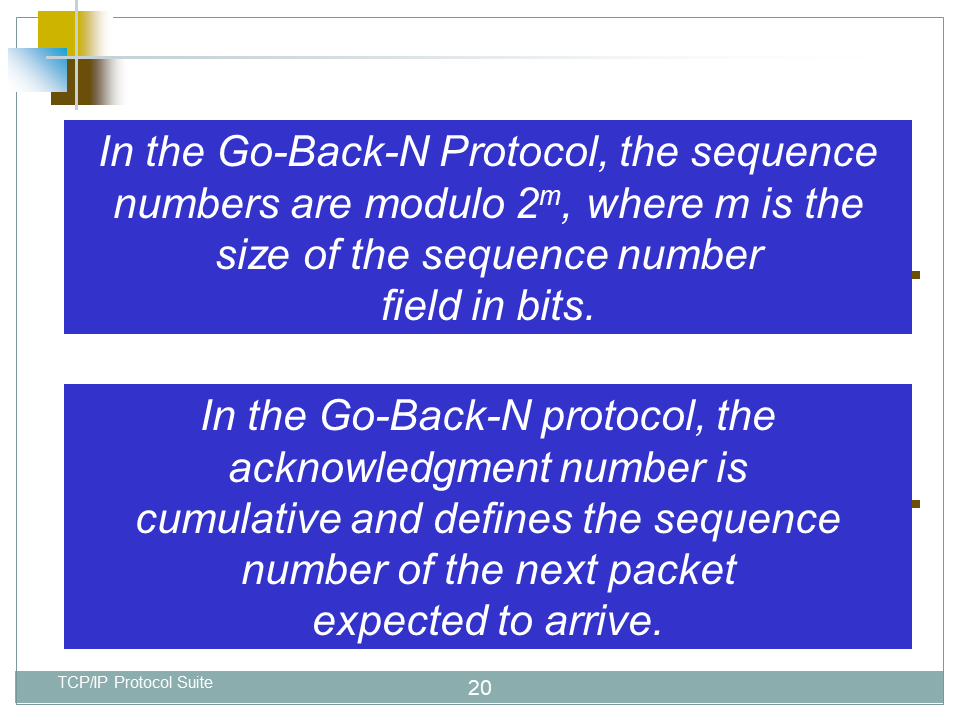 In the Go-Back-N Protocol, the sequence
numbers are modulo 2ᵐ, where m is the
size of the sequence number
field in bits.
In the Go-Back-N protocol, the
acknowledgment number is
cumulative and defines the sequence
number of the next packet
expected to arrive.
TCP/IP Protocol Suite
20